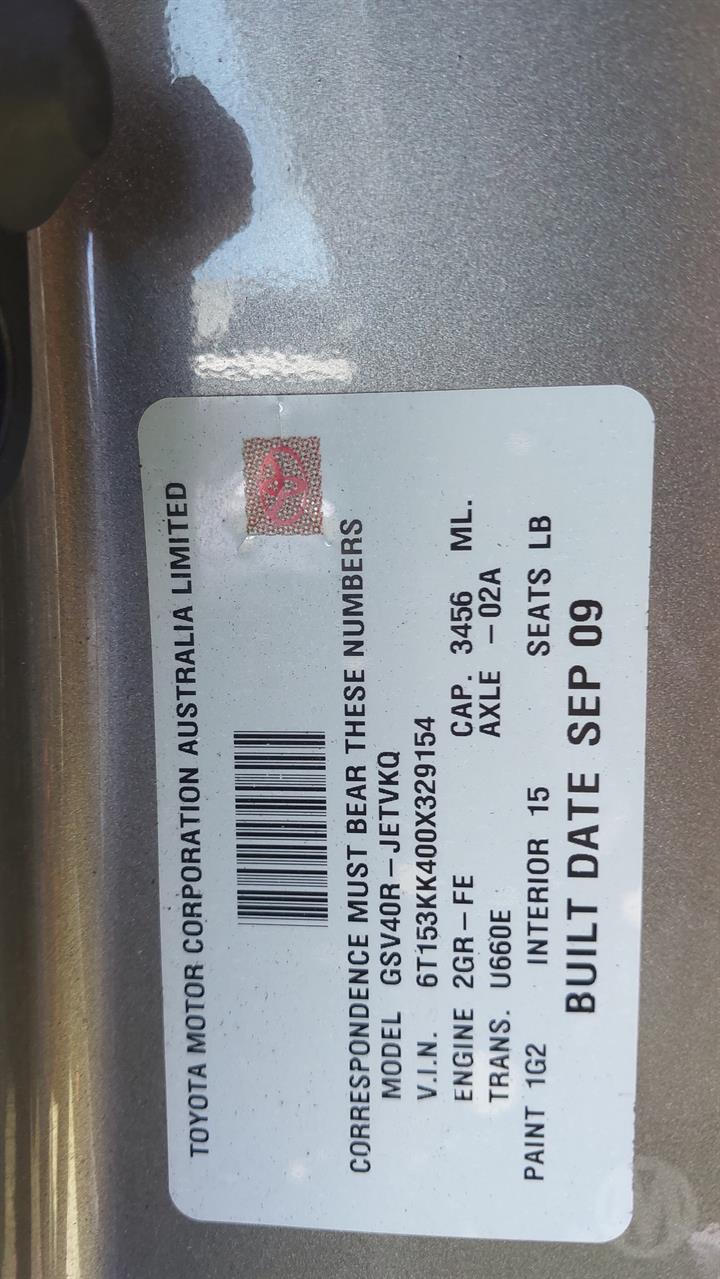 TOYOTA MOTOR CORPORATION AUSTRALIA LIMITED
CORRESPONDENCE MUST BEAR THESE NUMBERS
MODEL GSV40R-JETVKQ
V.I.N. 6T153KK400X329154
ENGINE 2GR-FE CAP. 3456 ML.
TRANS. U660E AXLE -02A
PAINT 1G2 INTERIOR 15 SEATS LB
BUILT DATE SEP 09